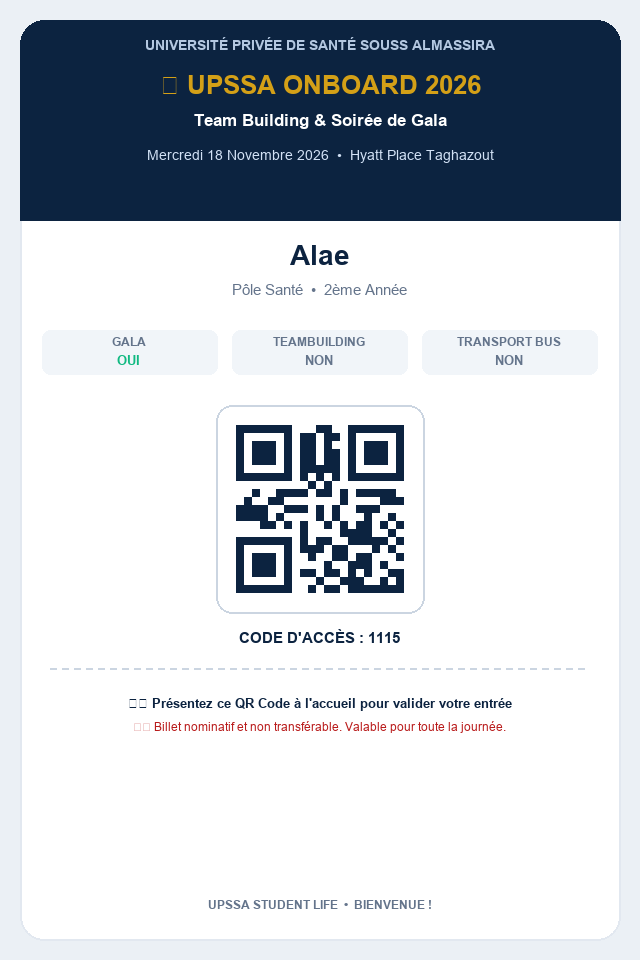 UNIVERSITÉ PRIVÉE DE SANTÉ SOUSS ALMASSIRA
UPSSA ONBOARD 2026
Team Building & Soirée de Gala
Mercredi 18 Novembre 2026 • Hyatt Place Taghazout
Alae
Pôle Santé • 2ème Année
GALA
OUI
TEAMBUILDING
NON
TRANSPORT BUS
NON
CODE D'ACCÈS : 1115
Présentez ce QR Code à l'accueil pour valider votre entrée
Billet nominatif et non transférable. Valable pour toute la journée.
UPSSA STUDENT LIFE • BIENVENUE !